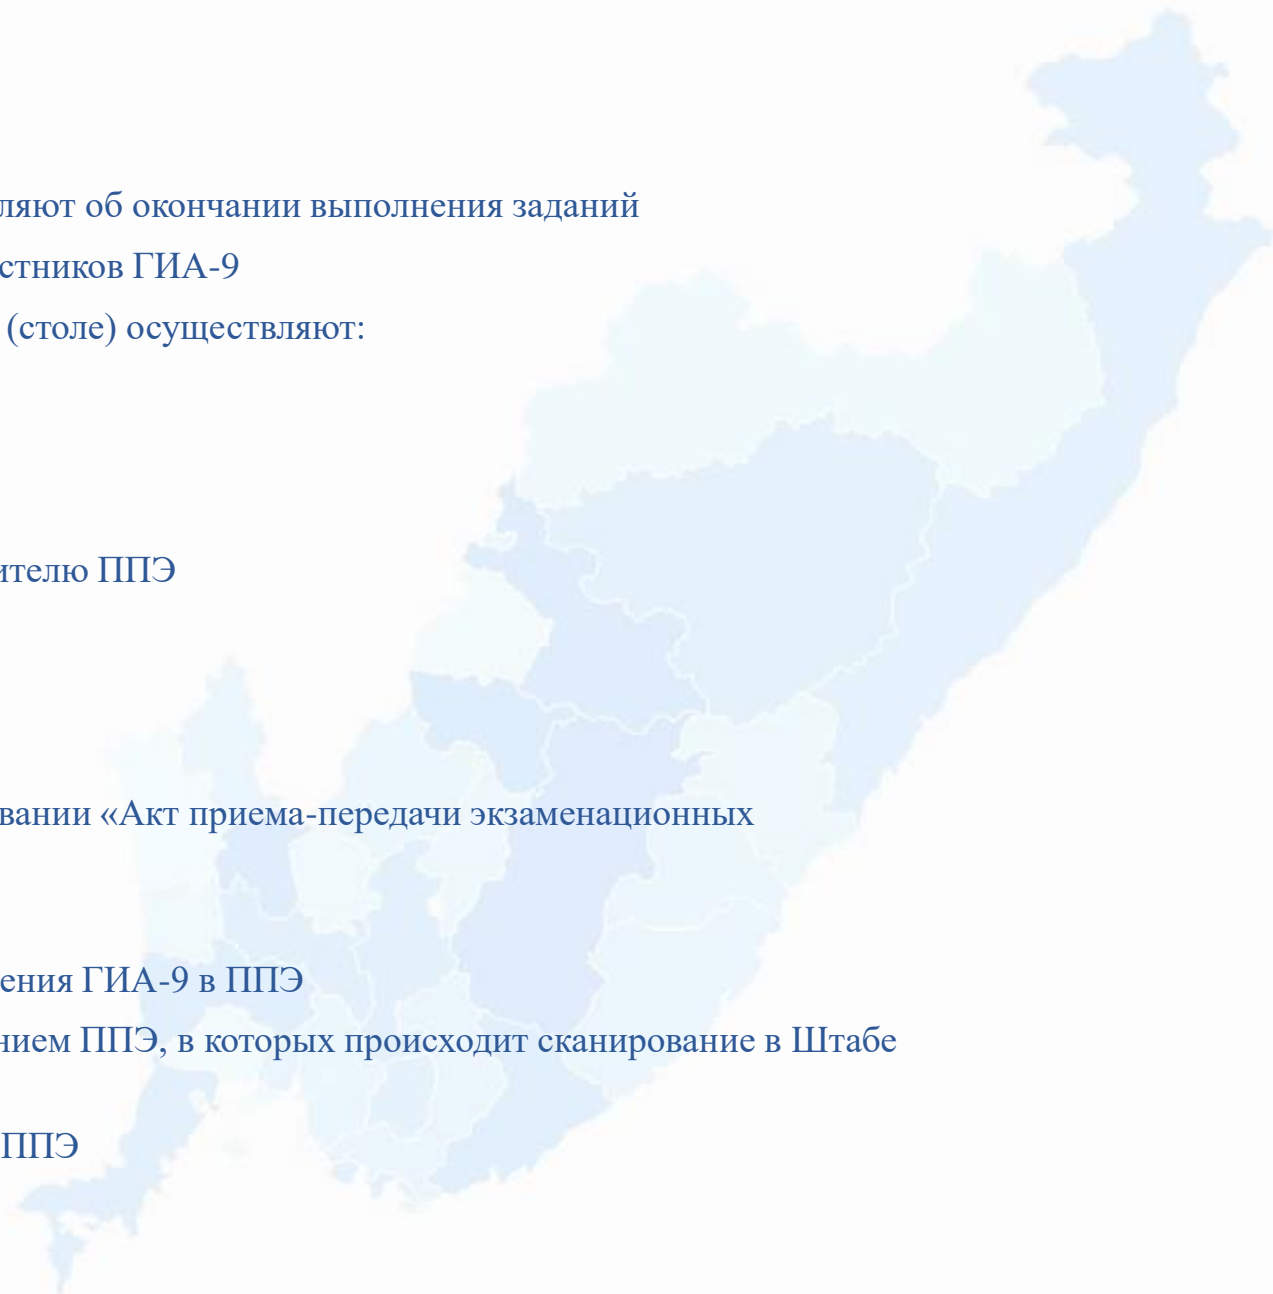 ляют об окончании выполнения заданий
стников ГИА-9
(столе) осуществляют:
ителю ППЭ
вании «Акт приема-передачи экзаменационных
ения ГИА-9 в ППЭ
нием ППЭ, в которых происходит сканирование в Штабе
ППЭ